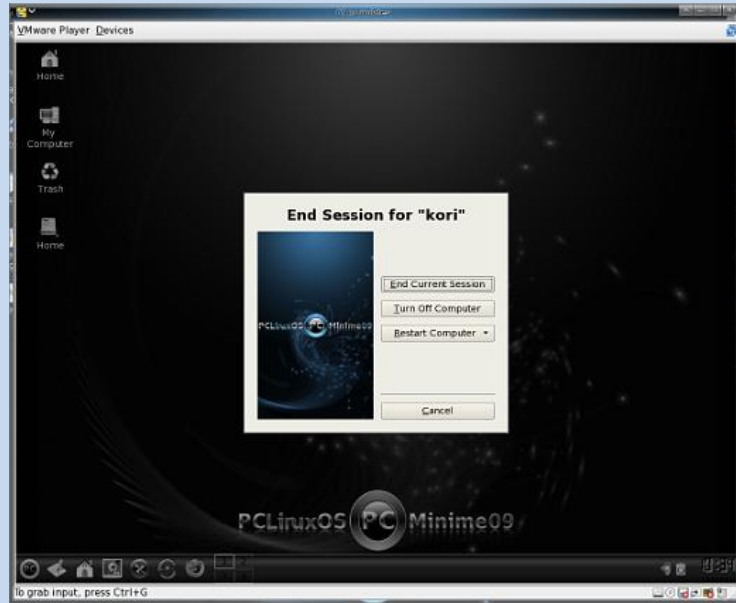 VMware Player Devices
Home
My
Computer
Trash
Home
End Session for "kori"
PCLinuxOS PC Minime09
End Current Session
Turn Off Computer
Restart Computer
Cancel
PCLinuxOS PC Minime09
To grab input, press Ctrl+G